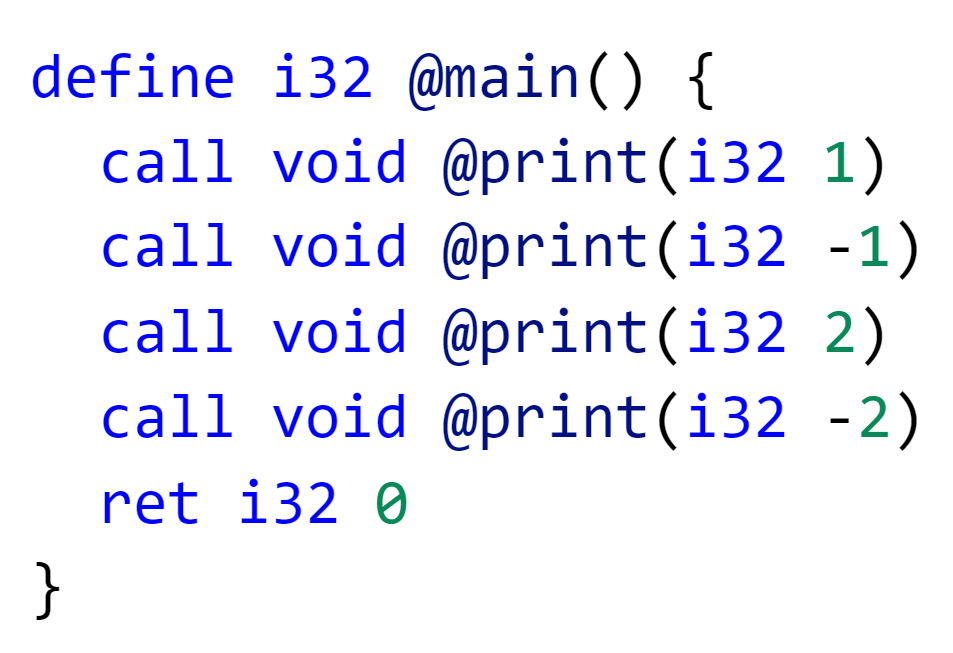 define i32 @main() {
  call void @print(i32 1)
  call void @print(i32 -1)
  call void @print(i32 2)
  call void @print(i32 -2)
  ret i32 0
}